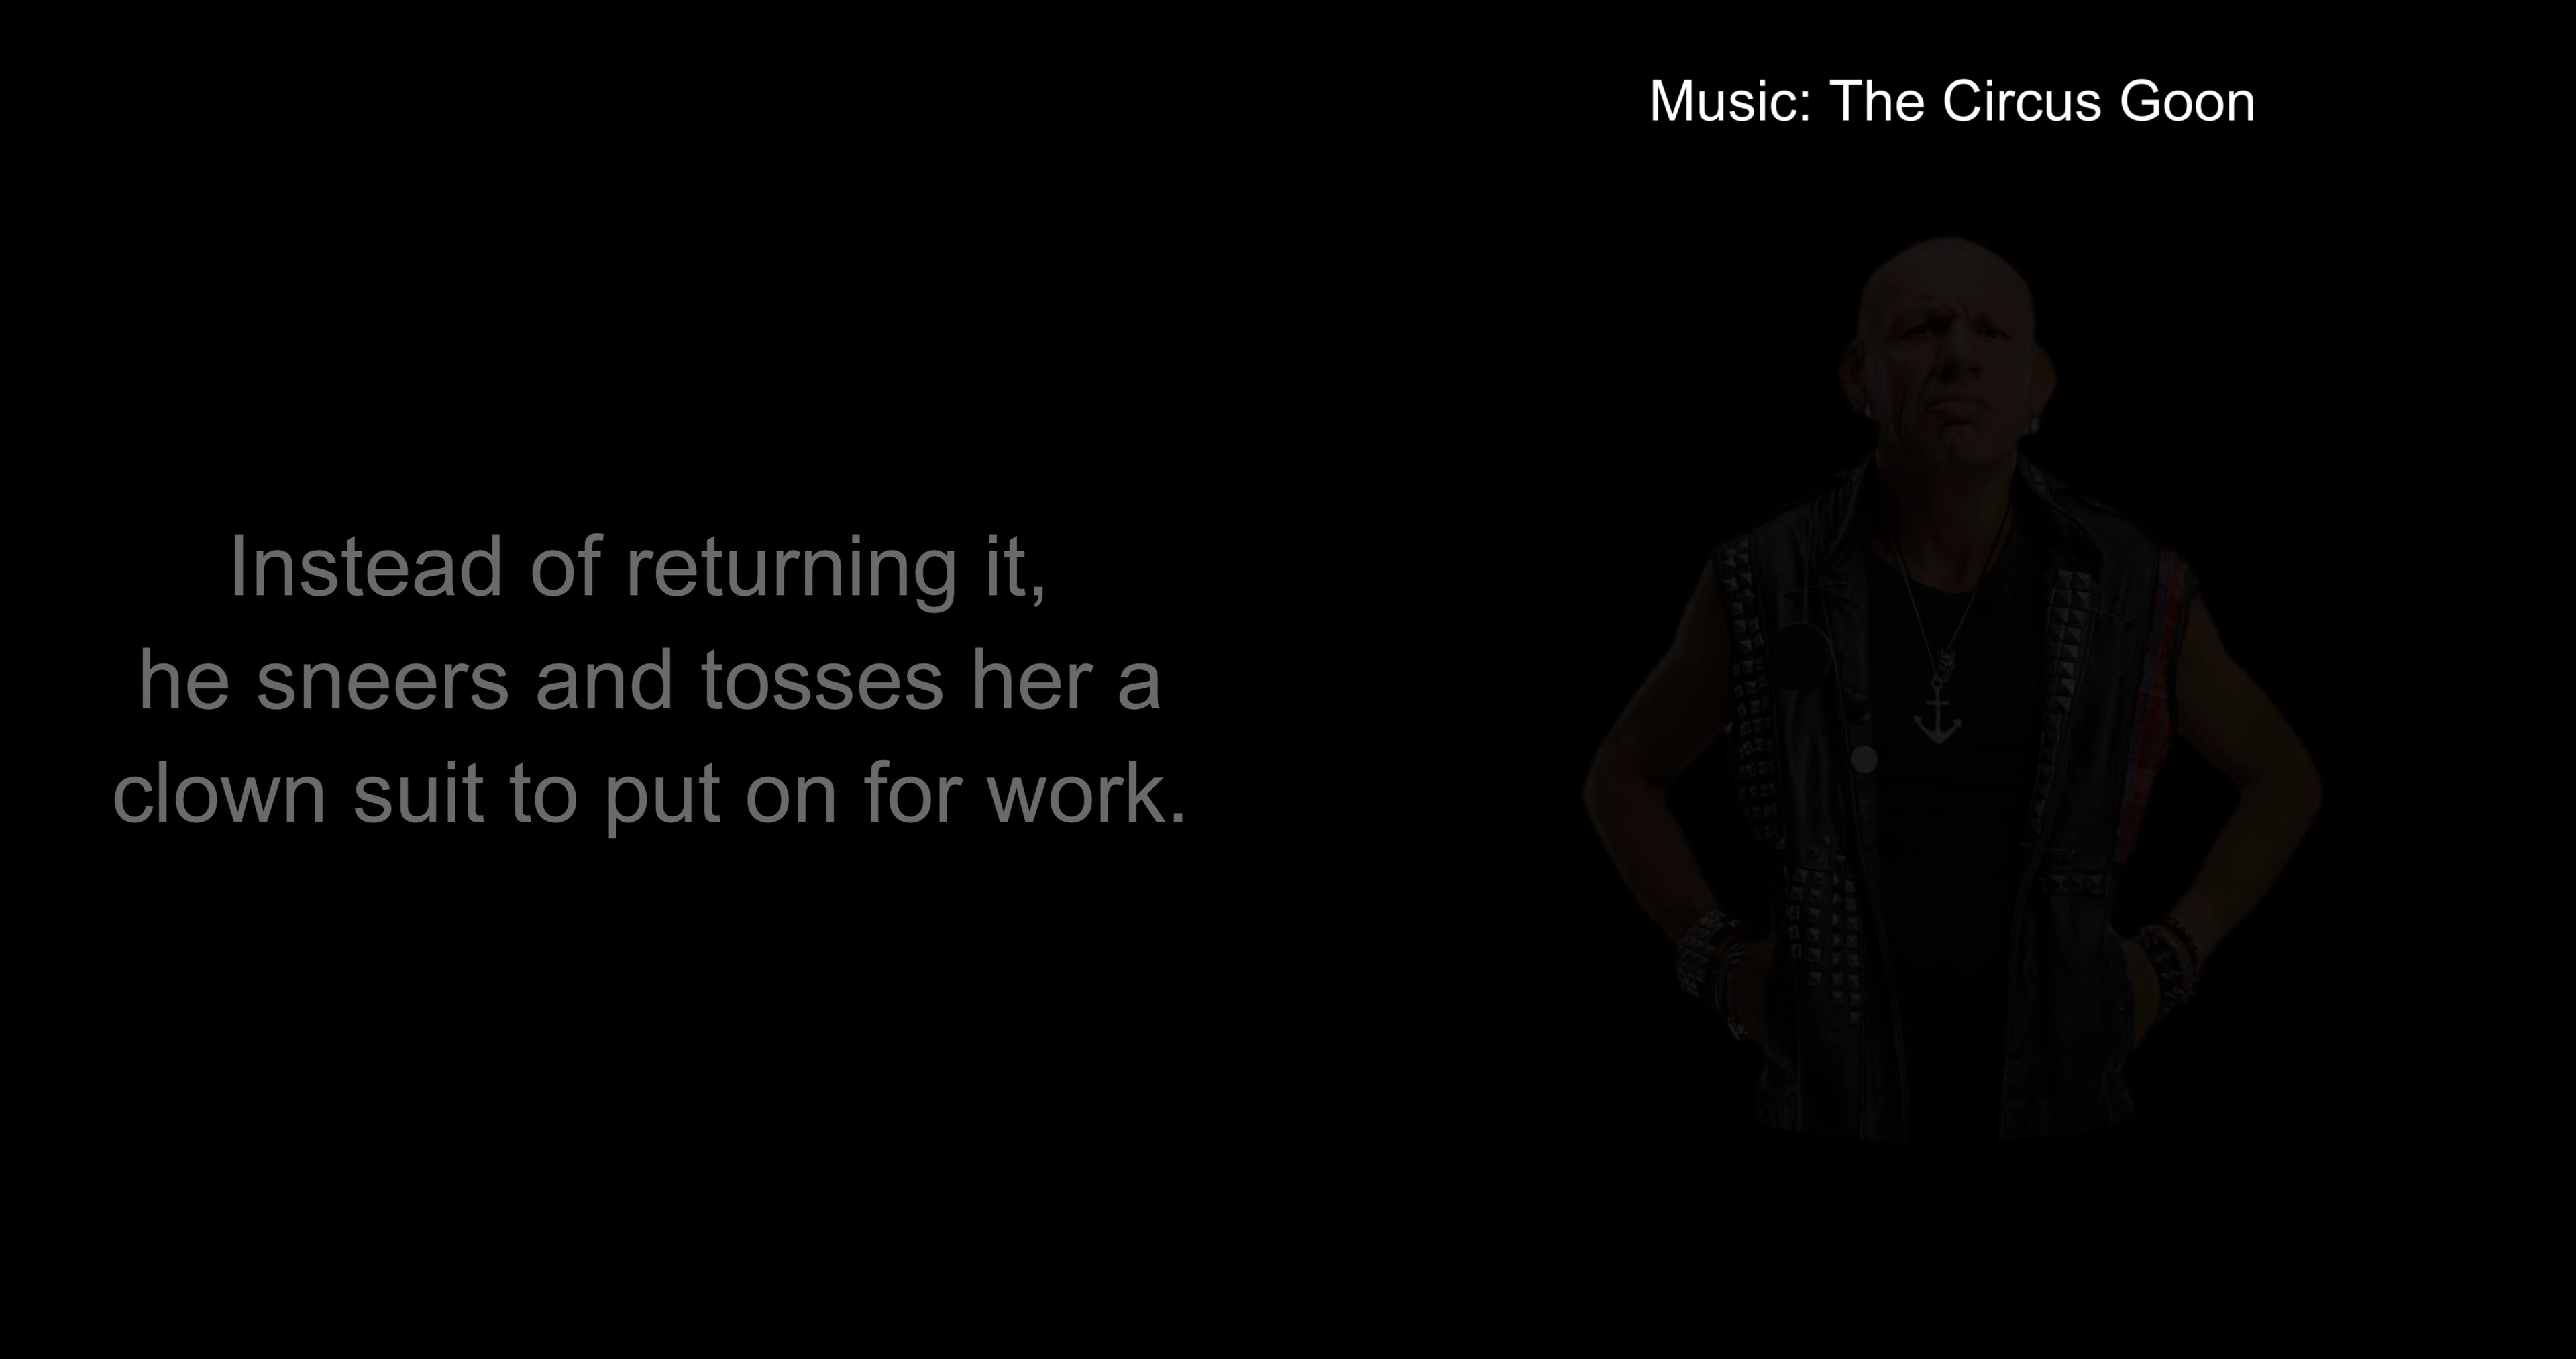 Music: The Circus Goon
Instead of returning it,
he sneers and tosses her a
clown suit to put on for work.